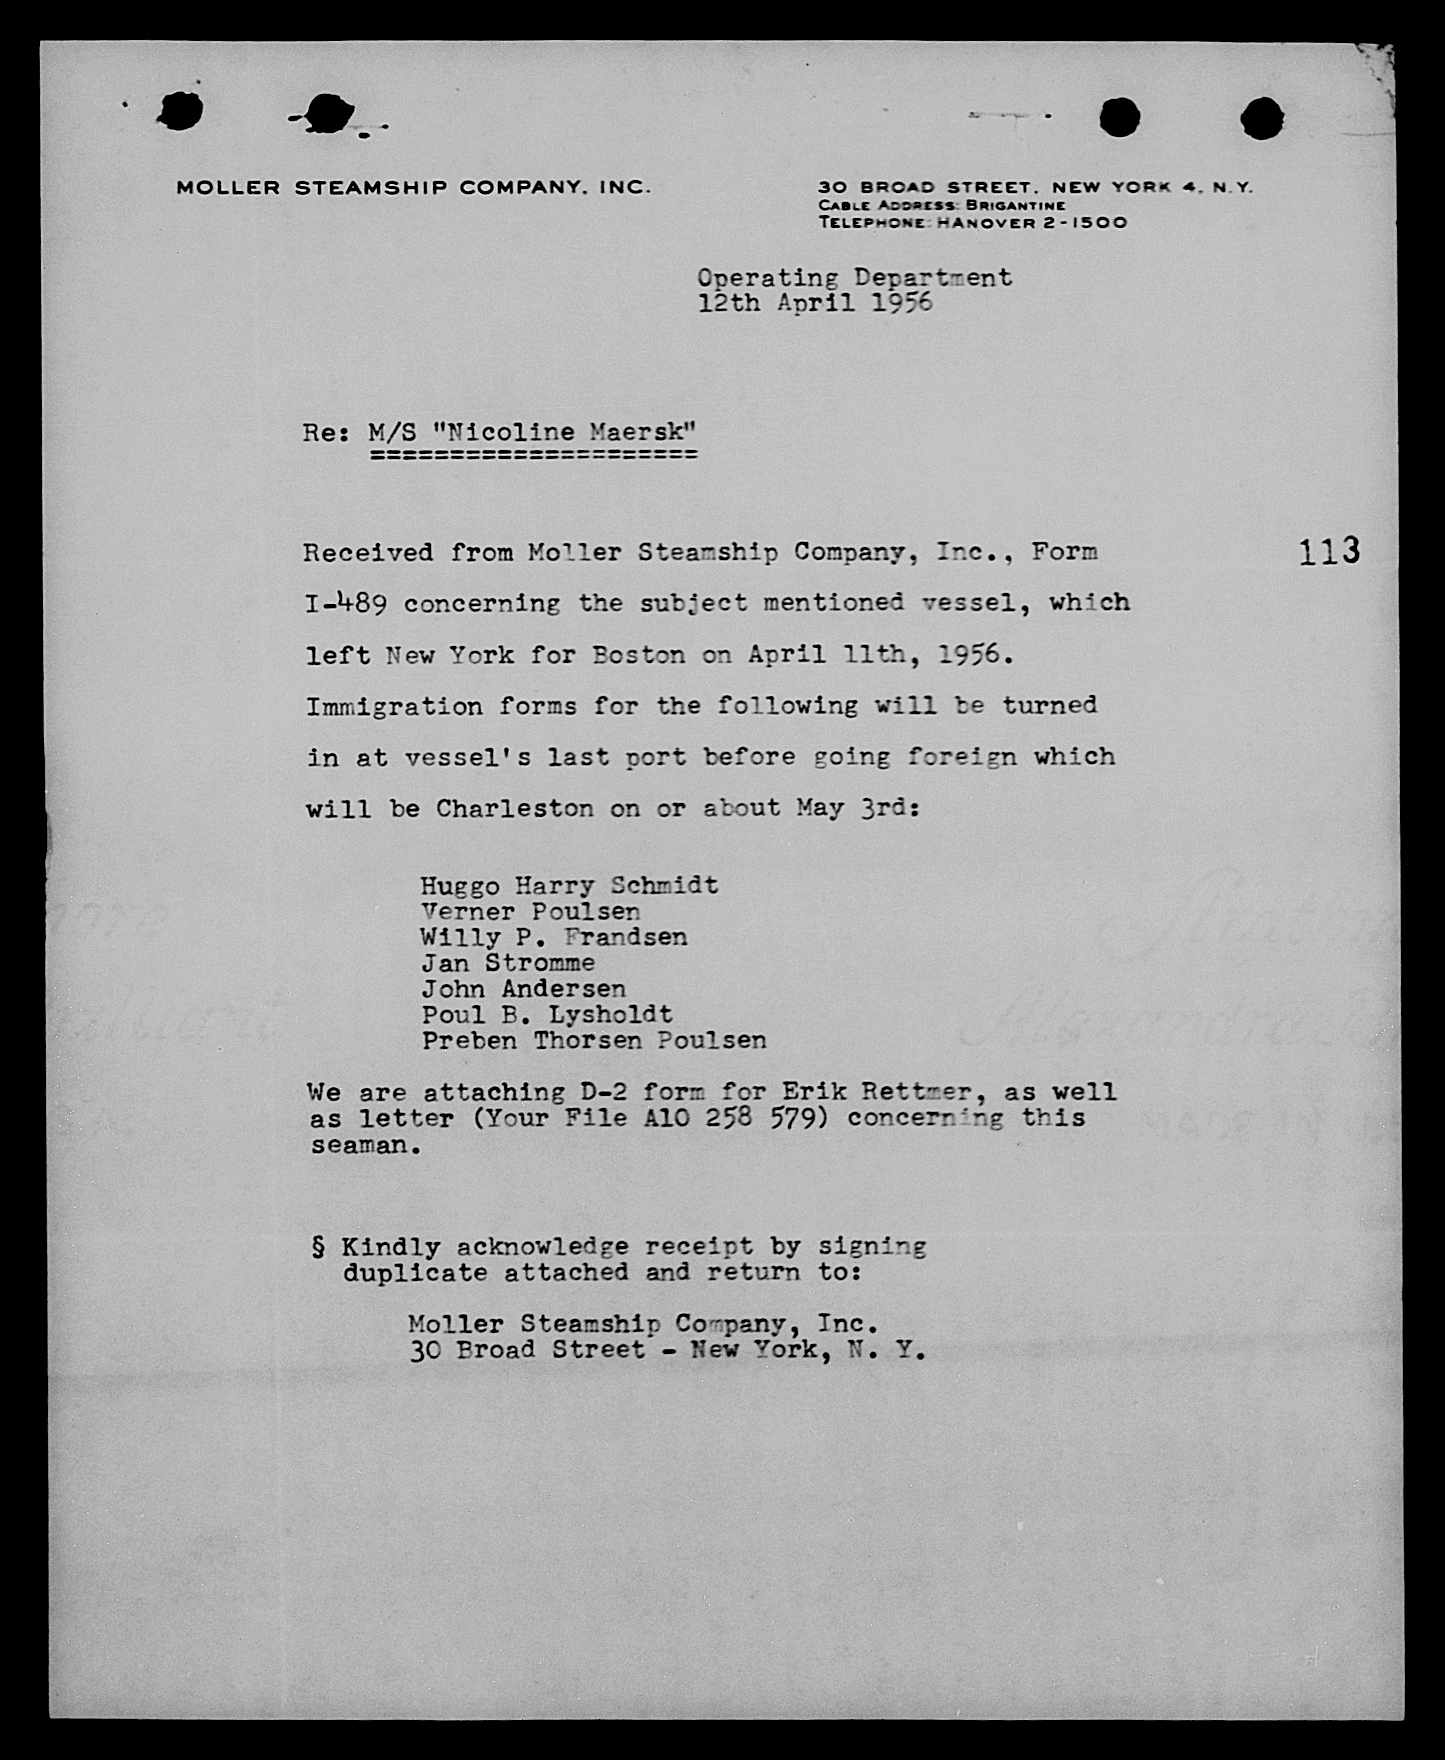 MOLLER STEAMSHIP COMPANY, INC.
30 BROAD STREET, NEW YORK 4, N.Y.
CABLE ADDRESS: BRIGANTINE
TELEPHONE: HANOVER 2-1500
Operating Department
12th April 1956
Re: M/S "Nicoline Maersk"
=====================
Received from Moller Steamship Company, Inc., Form
113
I-489 concerning the subject mentioned vessel, which
left New York for Boston on April 11th, 1956.
Immigration forms for the following will be turned
in at vessel's last port before going foreign which
will be Charleston on or about May 3rd:
Huggo Harry Schmidt
Verner Poulsen
Willy P. Frandsen
Jan Stromme
John Andersen
Poul B. Lysholdt
Preben Thorsen Poulsen
We are attaching D-2 form for Erik Rettmer, as well
as letter (Your File A10 258 579) concerning this
seaman.
§ Kindly acknowledge receipt by signing
duplicate attached and return to:
Moller Steamship Company, Inc.
30 Broad Street - New York, N. Y.